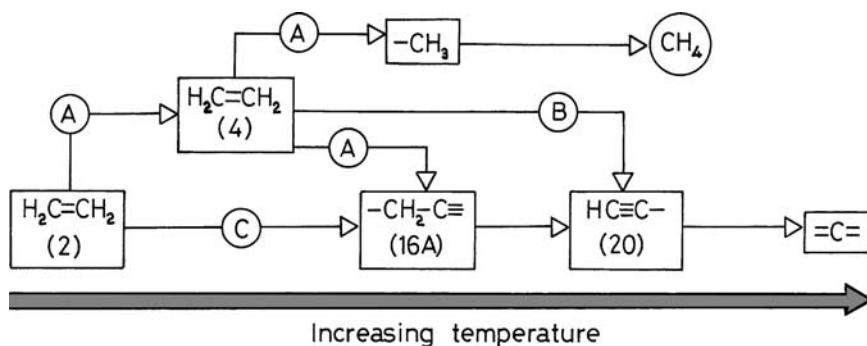 A
–CH₃
CH₄
H₂C=CH₂
(4)
A
B
A
H₂C=CH₂
(2)
C
–CH₂–C≡
(16A)
HC≡C–
(20)
=C=
Increasing temperature